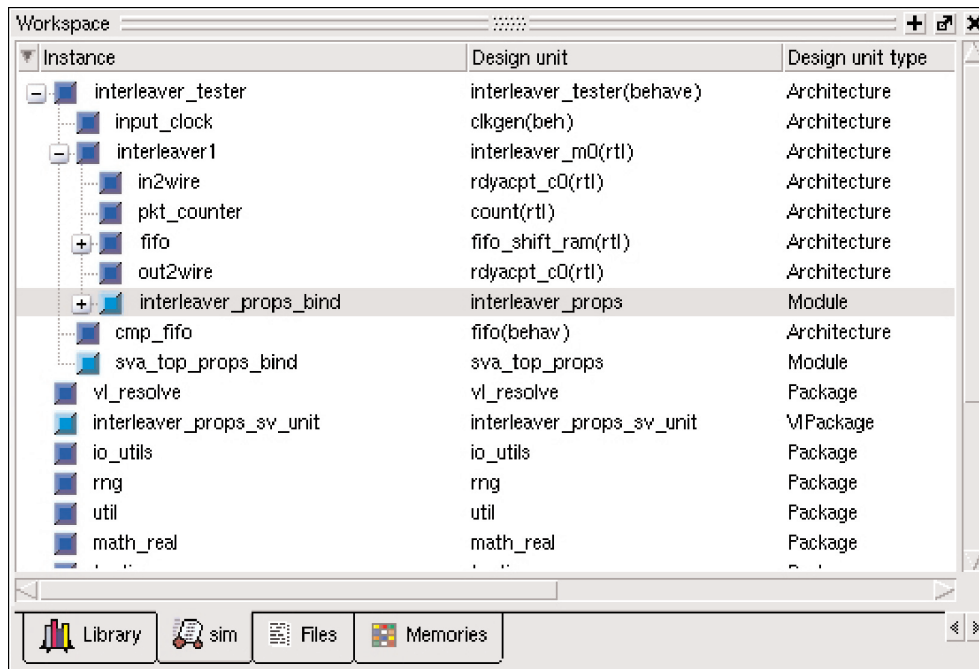 Workspace
Instance Design unit Design unit type
interleaver_tester interleaver_tester(behave) Architecture
input_clock clkgen(beh) Architecture
interleaver1 interleaver_m0(rtl) Architecture
in2wire rdyacpt_c0(rtl) Architecture
pkt_counter count(rtl) Architecture
fifo fifo_shift_ram(rtl) Architecture
out2wire rdyacpt_c0(rtl) Architecture
interleaver_props_bind interleaver_props Module
cmp_fifo fifo(behav) Architecture
sva_top_props_bind sva_top_props Module
vl_resolve vl_resolve Package
interleaver_props_sv_unit interleaver_props_sv_unit VlPackage
io_utils io_utils Package
rng rng Package
util util Package
math_real math_real Package
Library sim Files Memories